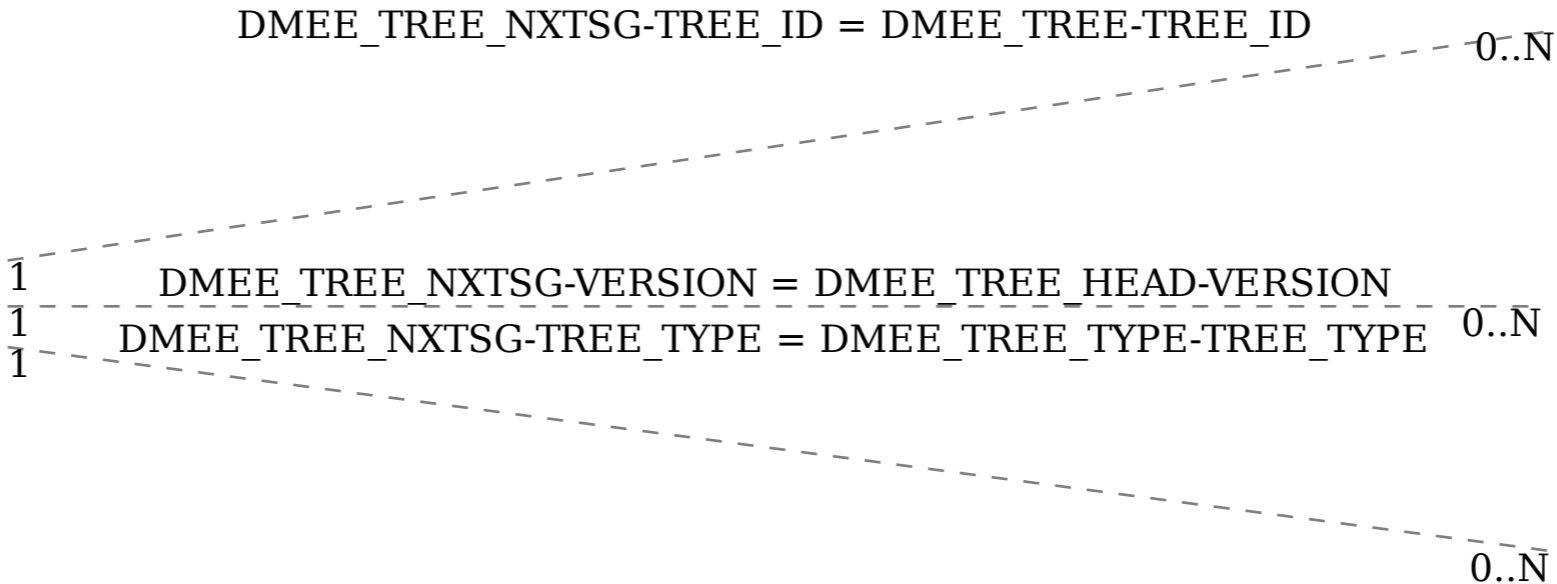 DMEE_TREE_NXTSG-TREE_ID = DMEE_TREE-TREE_ID
0..N
1
DMEE_TREE_NXTSG-VERSION = DMEE_TREE_HEAD-VERSION
1
0..N
DMEE_TREE_NXTSG-TREE_TYPE = DMEE_TREE_TYPE-TREE_TYPE
1
0..N